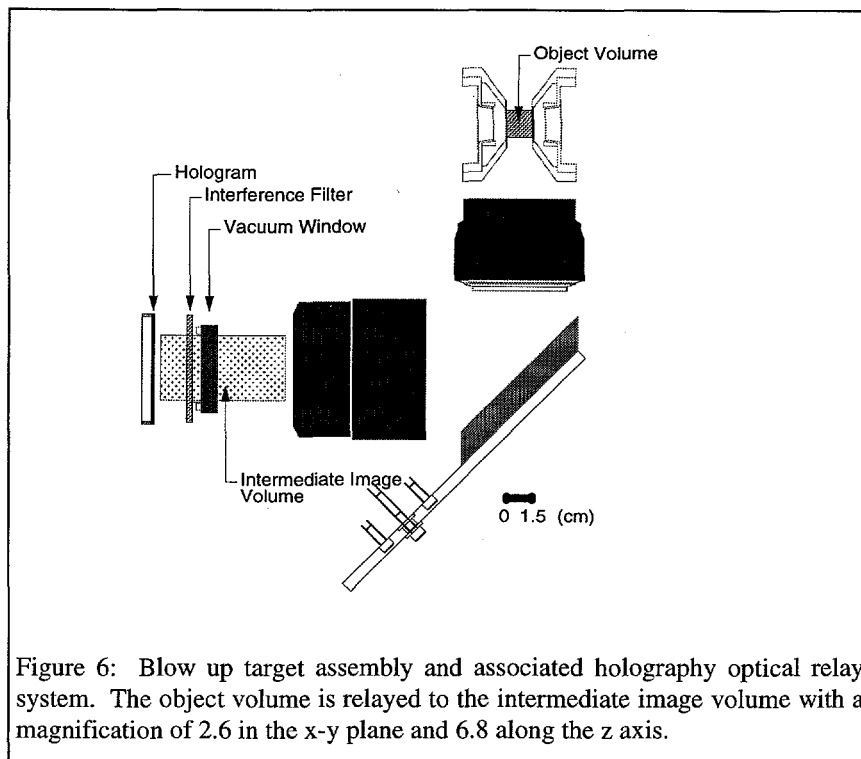 Object Volume
Hologram
Interference Filter
Vacuum Window
Intermediate Image
Volume
0 1.5 (cm)
Figure 6: Blow up target assembly and associated holography optical relay
system. The object volume is relayed to the intermediate image volume with a
magnification of 2.6 in the x-y plane and 6.8 along the z axis.